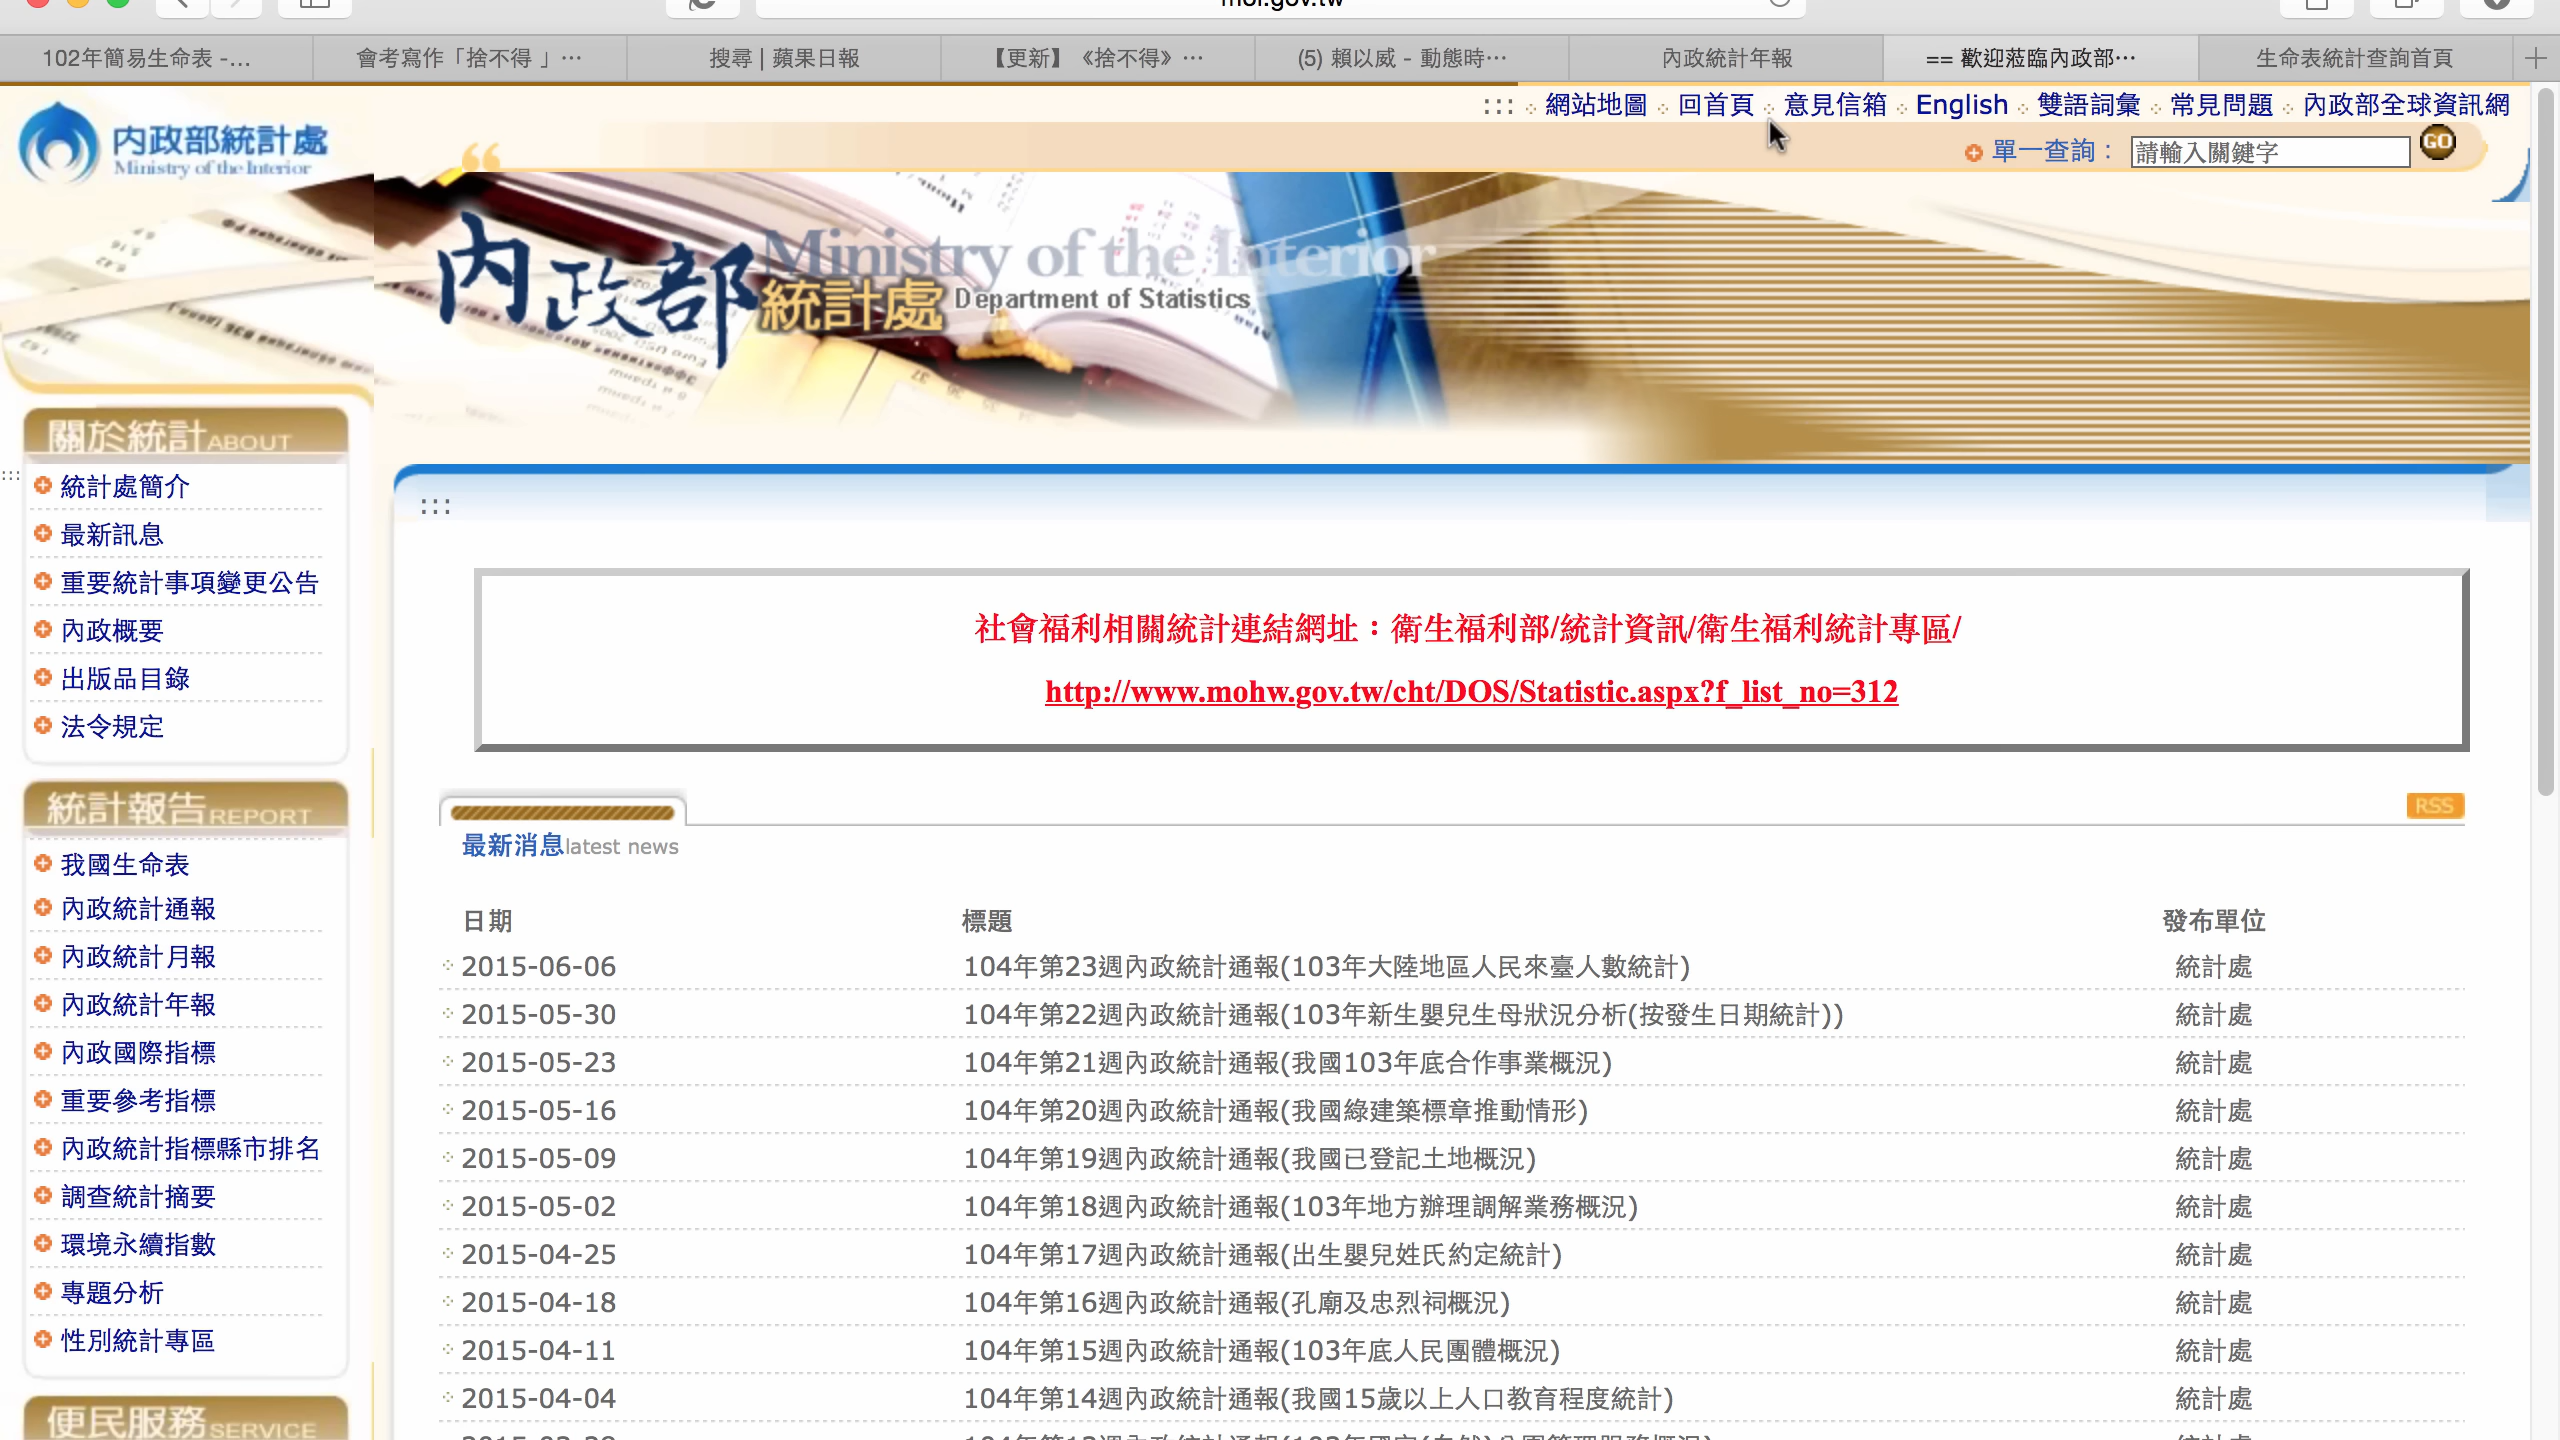 moi.gov.tw
102年簡易生命表 -...
會考寫作「捨不得 」…
搜尋 | 蘋果日報
【更新】《捨不得》…
(5) 賴以威 - 動態時…
內政統計年報
== 歡迎蒞臨內政部…
生命表統計查詢首頁
::: 網站地圖 回首頁 意見信箱 English 雙語詞彙 常見問題 內政部全球資訊網
單一查詢： 請輸入關鍵字 GO
內政部統計處
Ministry of the Interior
內政部 Ministry of the Interior
統計處 Department of Statistics
關於統計 ABOUT
統計處簡介
最新訊息
重要統計事項變更公告
內政概要
出版品目錄
法令規定
統計報告 REPORT
我國生命表
內政統計通報
內政統計月報
內政統計年報
內政國際指標
重要參考指標
內政統計指標縣市排名
調查統計摘要
環境永續指數
專題分析
性別統計專區
便民服務 SERVICE
:::
:::
社會福利相關統計連結網址：衛生福利部/統計資訊/衛生福利統計專區/
http://www.mohw.gov.tw/cht/DOS/Statistic.aspx?f_list_no=312
RSS
最新消息latest news
日期 標題 發布單位
2015-06-06 104年第23週內政統計通報(103年大陸地區人民來臺人數統計) 統計處
2015-05-30 104年第22週內政統計通報(103年新生嬰兒生母狀況分析(按發生日期統計)) 統計處
2015-05-23 104年第21週內政統計通報(我國103年底合作事業概況) 統計處
2015-05-16 104年第20週內政統計通報(我國綠建築標章推動情形) 統計處
2015-05-09 104年第19週內政統計通報(我國已登記土地概況) 統計處
2015-05-02 104年第18週內政統計通報(103年地方辦理調解業務概況) 統計處
2015-04-25 104年第17週內政統計通報(出生嬰兒姓氏約定統計) 統計處
2015-04-18 104年第16週內政統計通報(孔廟及忠烈祠概況) 統計處
2015-04-11 104年第15週內政統計通報(103年底人民團體概況) 統計處
2015-04-04 104年第14週內政統計通報(我國15歲以上人口教育程度統計) 統計處